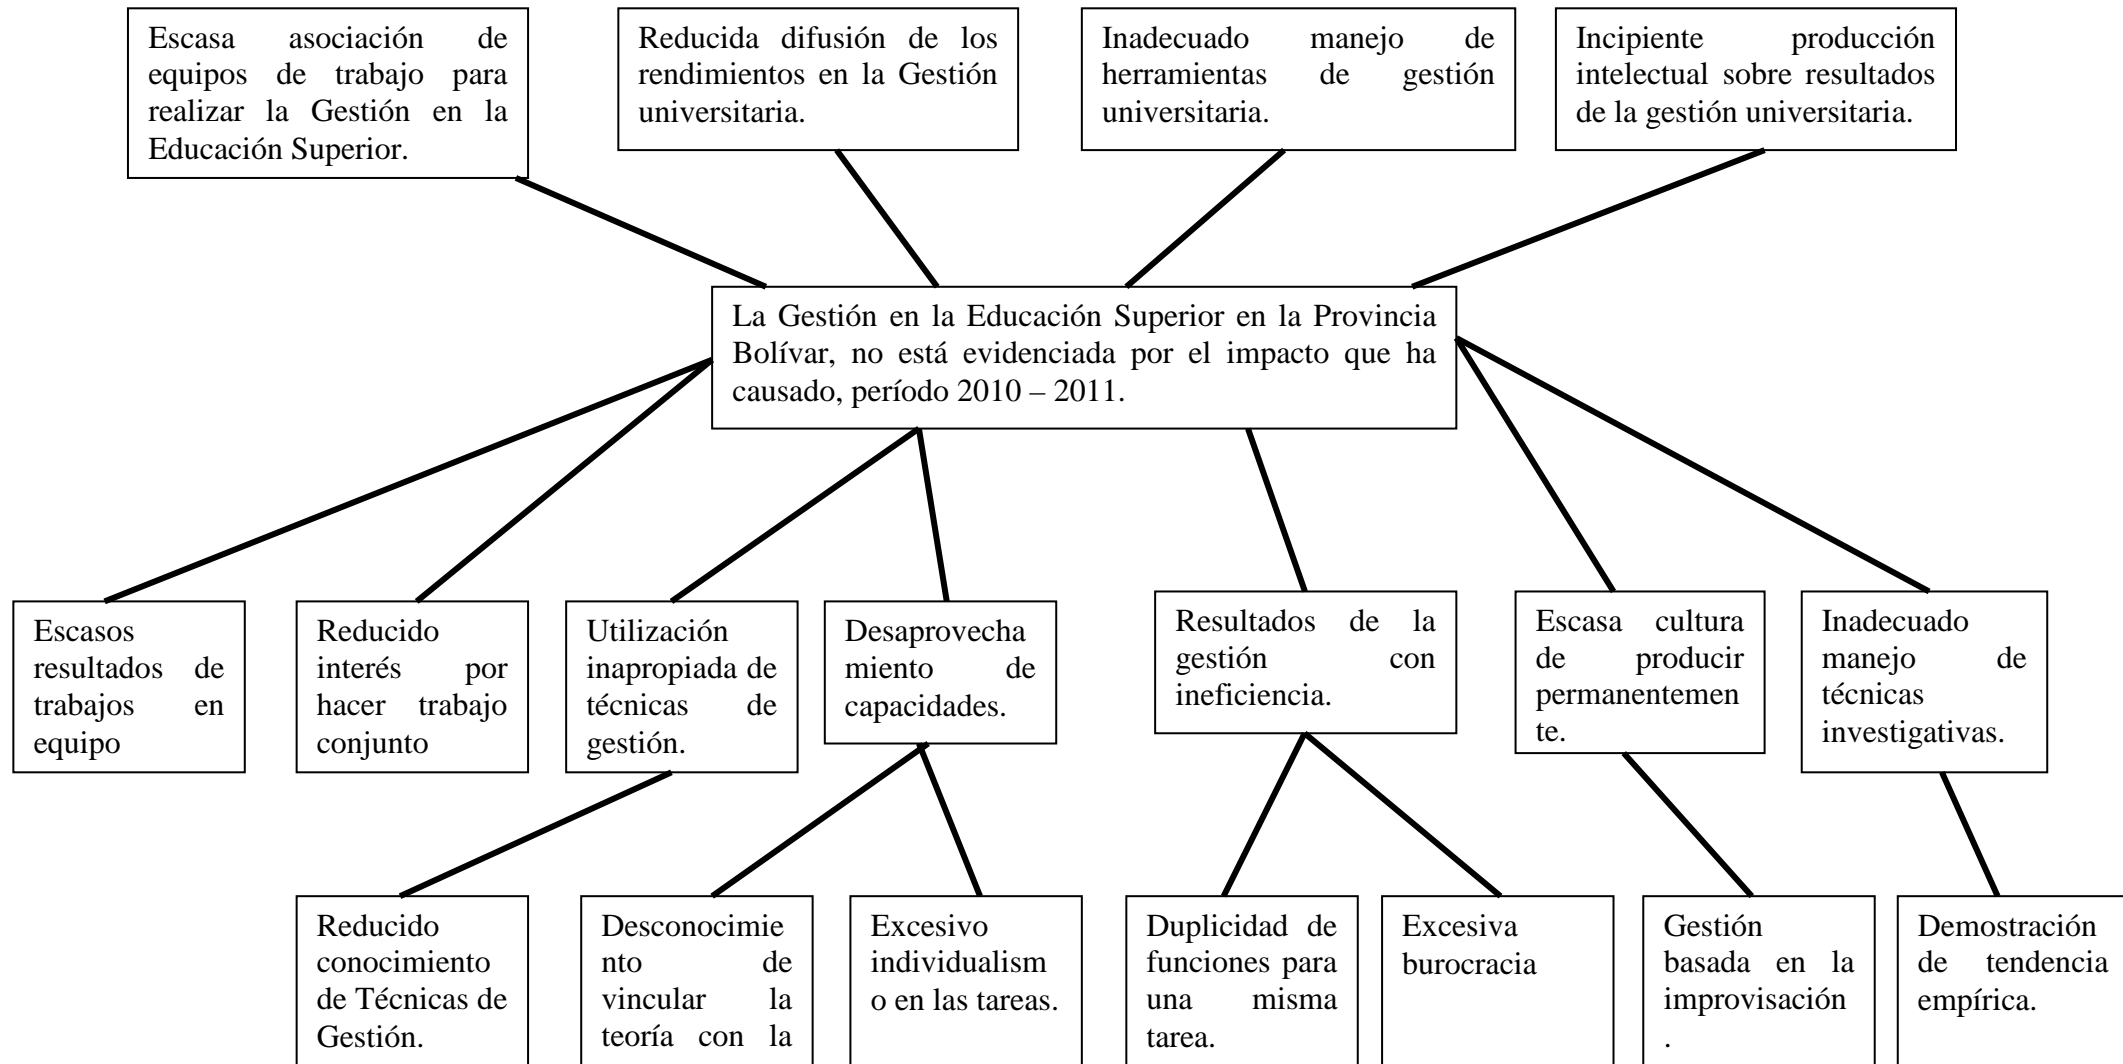 Escasa asociación de
equipos de trabajo para
realizar la Gestión en la
Educación Superior.
Reducida difusión de los
rendimientos en la Gestión
universitaria.
Inadecuado manejo de
herramientas de gestión
universitaria.
Incipiente producción
intelectual sobre resultados
de la gestión universitaria.
La Gestión en la Educación Superior en la Provincia
Bolívar, no está evidenciada por el impacto que ha
causado, período 2010 – 2011.
Escasos
resultados de
trabajos en
equipo
Reducido
interés por
hacer trabajo
conjunto
Utilización
inapropiada de
técnicas de
gestión.
Desaprovecha
miento de
capacidades.
Resultados de la
gestión con
ineficiencia.
Escasa cultura
de producir
permanentemen
te.
Inadecuado
manejo de
técnicas
investigativas.
Reducido
conocimiento
de Técnicas de
Gestión.
Desconocimie
nto de
vincular la
teoría con la
Excesivo
individualism
o en las tareas.
Duplicidad de
funciones para
una misma
tarea.
Excesiva
burocracia
Gestión
basada en la
improvisación
.
Demostración
de tendencia
empírica.